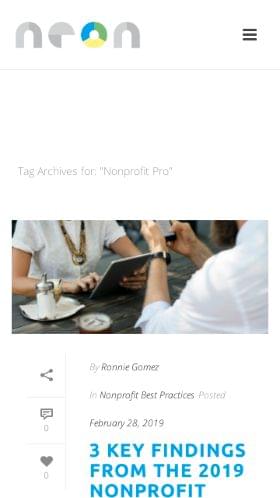 neon
Tag Archives for: "Nonprofit Pro"
By Ronnie Gomez
In Nonprofit Best Practices Posted
February 28, 2019
0
0
3 KEY FINDINGS
FROM THE 2019
NONPROFIT